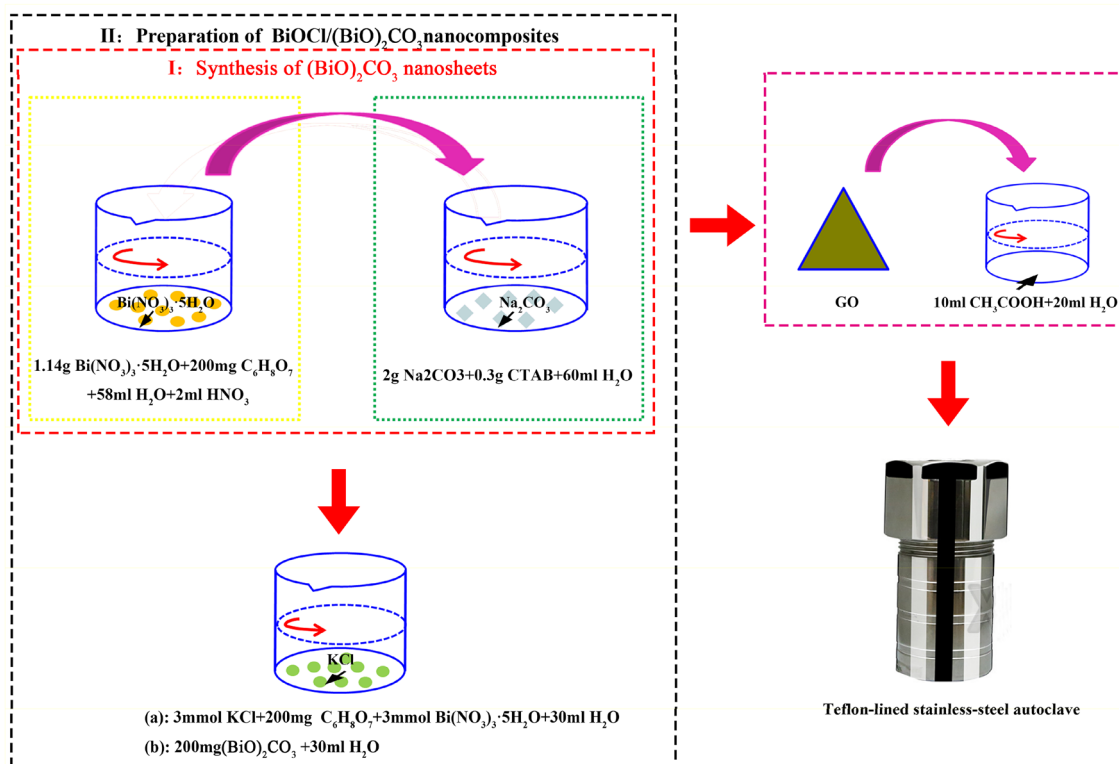 II：Preparation of BiOCl/(BiO)₂CO₃nanocomposites
I：Synthesis of (BiO)₂CO₃ nanosheets
Bi(NO₃)₃·5H₂O
1.14g Bi(NO₃)₃·5H₂O+200mg C₆H₈O₇
+58ml H₂O+2ml HNO₃
Na₂CO₃
2g Na2CO3+0.3g CTAB+60ml H₂O
KCl
(a): 3mmol KCl+200mg C₆H₈O₇+3mmol Bi(NO₃)₃·5H₂O+30ml H₂O
(b): 200mg(BiO)₂CO₃ +30ml H₂O
GO
10ml CH₃COOH+20ml H₂O
Teflon-lined stainless-steel autoclave